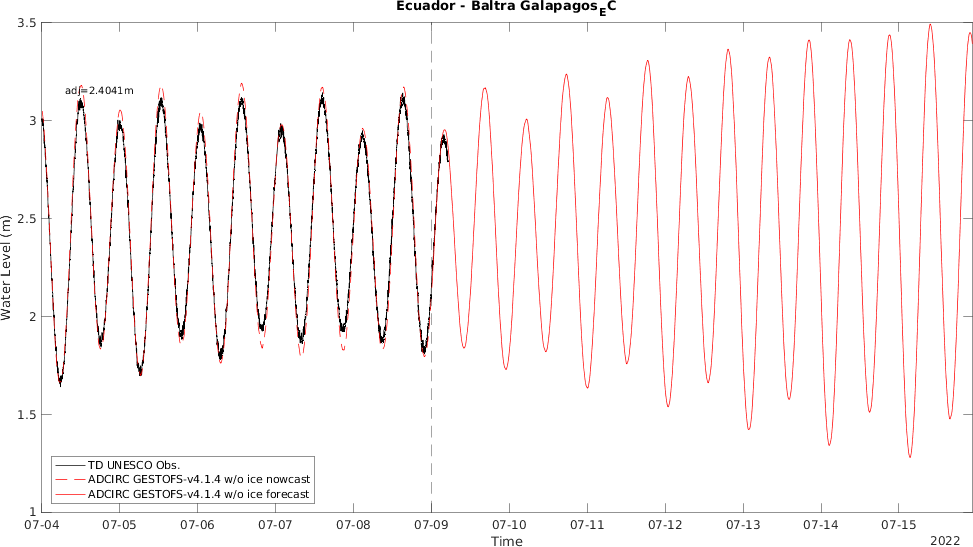 Ecuador - Baltra Galapagos_EC
3.5
adj=2.4041m
3
2.5
Water Level (m)
2
1.5
TD UNESCO Obs.
ADCIRC GESTOFS-v4.1.4 w/o ice nowcast
ADCIRC GESTOFS-v4.1.4 w/o ice forecast
1
07-04 07-05 07-06 07-07 07-08 07-09 07-10 07-11 07-12 07-13 07-14 07-15
Time
2022